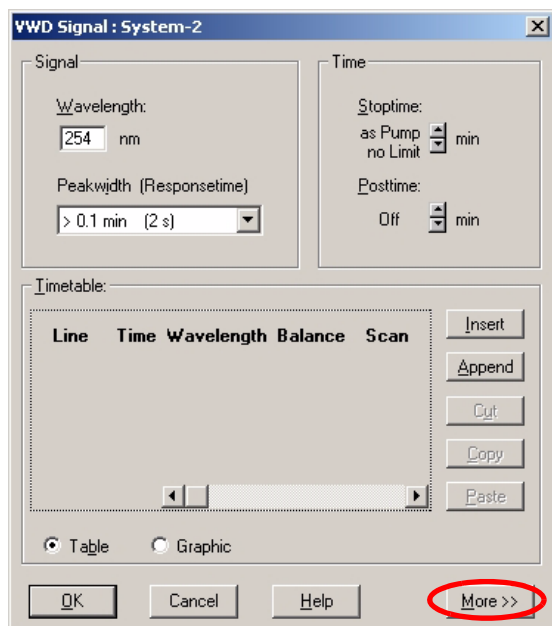 VWD Signal : System-2
Signal
Wavelength:
254 nm
Peakwidth (Responsetime)
> 0.1 min (2 s)
Time
Stoptime:
as Pump
no Limit min
Posttime:
Off min
Timetable:
Line Time Wavelength Balance Scan
Insert
Append
Cut
Copy
Paste
Table Graphic
OK Cancel Help More >>